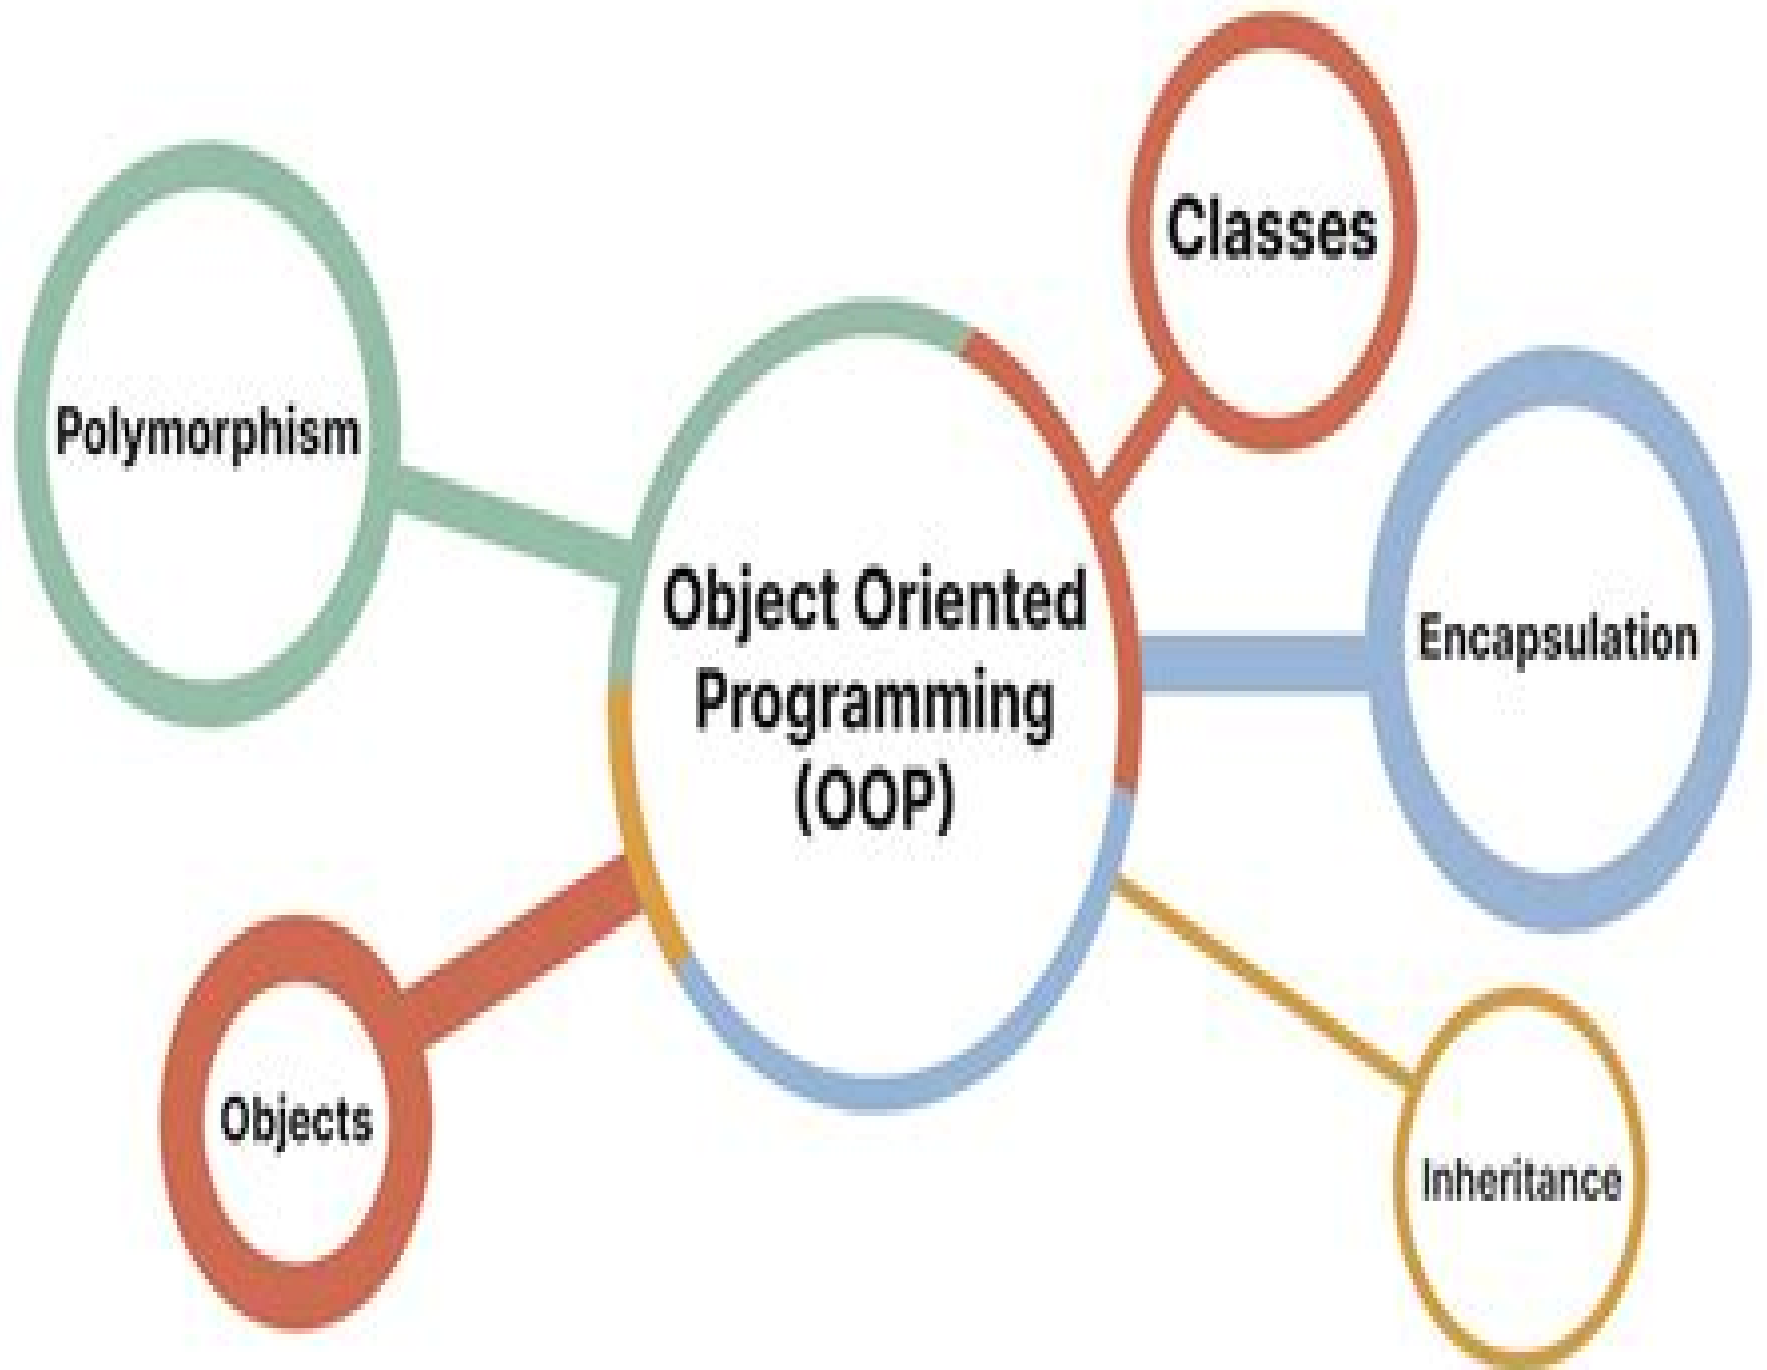 Classes
Polymorphism
Object Oriented
Programming
(OOP)
Encapsulation
Objects
Inheritance